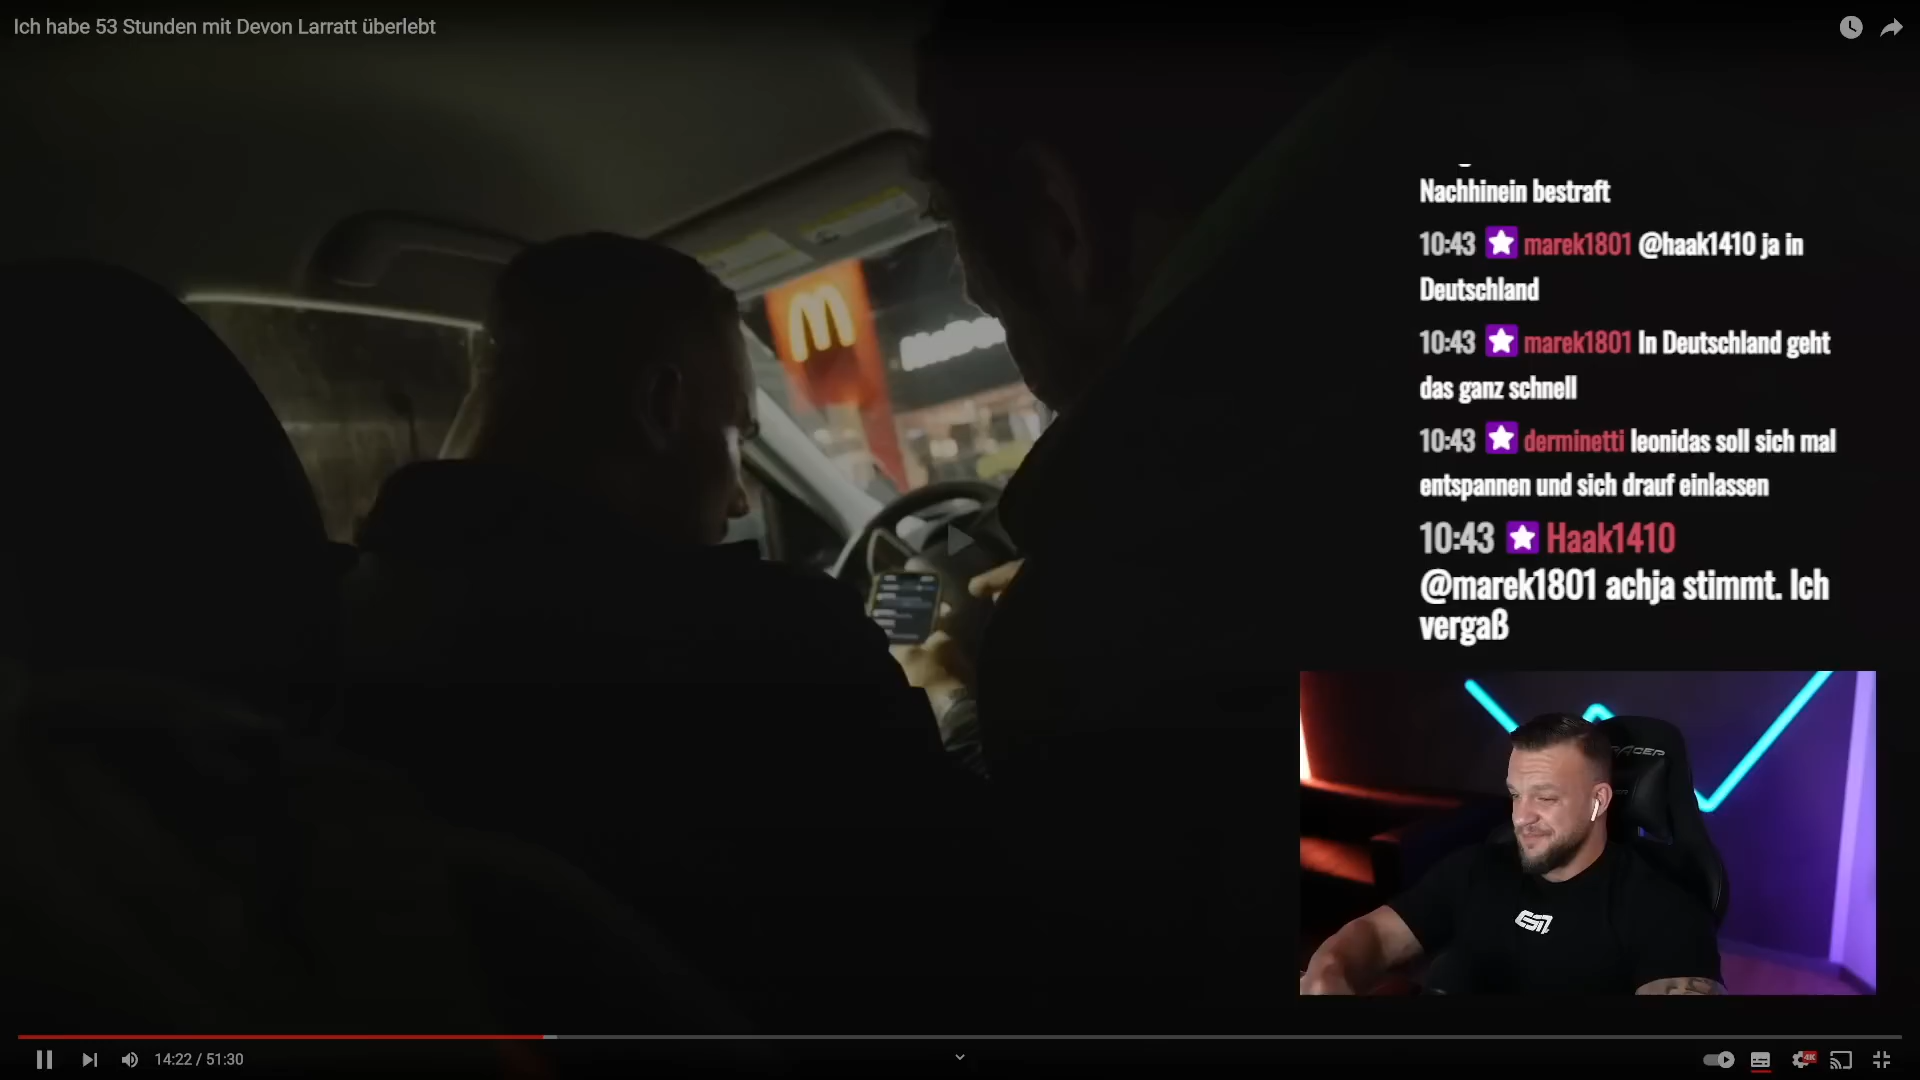 Ich habe 53 Stunden mit Devon Larratt überlebt
Nachhinein bestraft
10:43 marek1801 @haak1410 ja in
Deutschland
10:43 marek1801 In Deutschland geht
das ganz schnell
10:43 derminetti leonidas soll sich mal
entspannen und sich drauf einlassen
10:43 Haak1410
@marek1801 achja stimmt. Ich
vergaß
14:22 / 51:30
4K